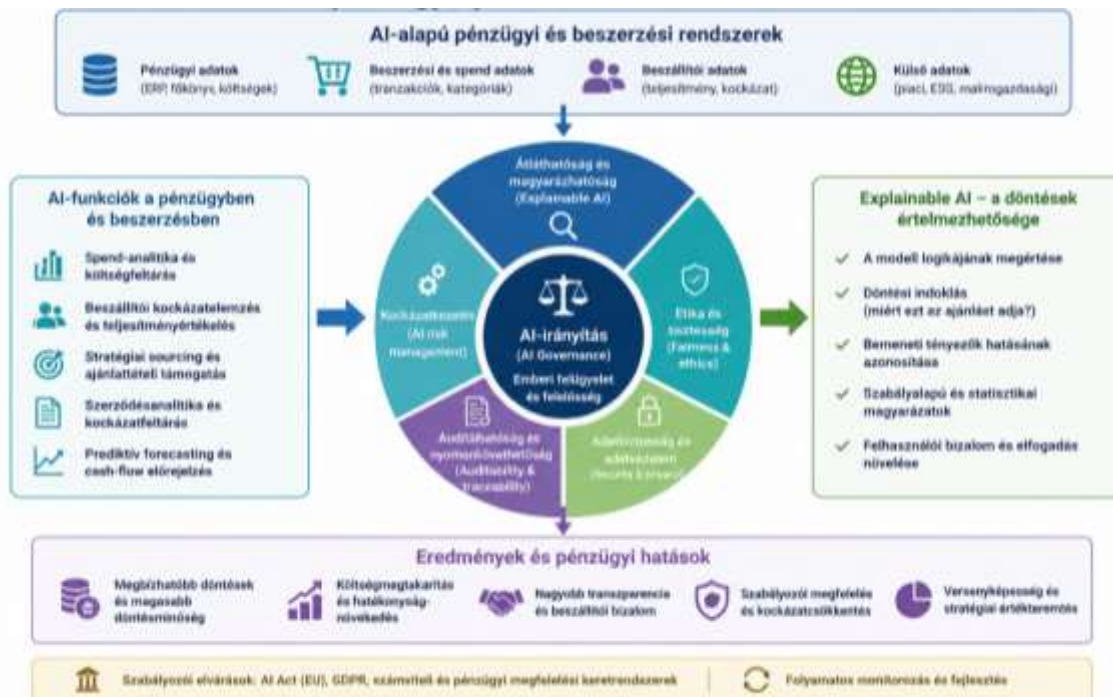 AI-alapú pénzügyi és beszerzési rendszerek
Pénzügyi adatok
(ERP, főkönyv, költségek)
Beszerzési és spend adatok
(tranzakciók, kategóriák)
Beszállítói adatok
(teljesítmény, kockázat)
Külső adatok
(piaci, ESG, makrogazdasági)
AI-funkciók a pénzügyben
és beszerzésben
Spend-analitika és
költségfeltárás
Beszállítói kockázatelemzés
és teljesítményértékelés
Stratégiai sourcing és
ajánlattételi támogatás
Szerződésanalitika és
kockázatfeltárás
Prediktív forecasting és
cash-flow előrejelzés
Átláthatóság és
magyarázhatóság
(Explainable AI)
Kockázatkezelés
(AI risk
management)
AI-irányítás
(AI Governance)
Emberi felügyelet
és felelősség
Etika és
tisztesség
(Fairness &
ethics)
Auditálhatóság és
nyomonkövethetőség
(Auditability &
traceability)
Adatbiztonság és
adatvédelem
(Security & privacy)
Explainable AI – a döntések
értelmezhetősége
A modell logikájának megértése
Döntési indoklás
(miért ezt az ajánlást adja?)
Bemeneti tényezők hatásának
azonosítása
Szabályalapú és statisztikai
magyarázatok
Felhasználói bizalom és elfogadás
növelése
Eredmények és pénzügyi hatások
Megbízhatóbb döntések
és magasabb
döntésminőség
Költségmegtakarítás
és hatékonyság-
növekedés
Nagyobb transzparencia
és beszállítói bizalom
Szabályozói megfelelés
és kockázatcsökkentés
Versenyképesség és
stratégiai értékteremtés
Szabályozói elvárások: AI Act (EU), GDPR, számviteli és pénzügyi megfelelési keretrendszerek
Folyamatos monitorozás és fejlesztés